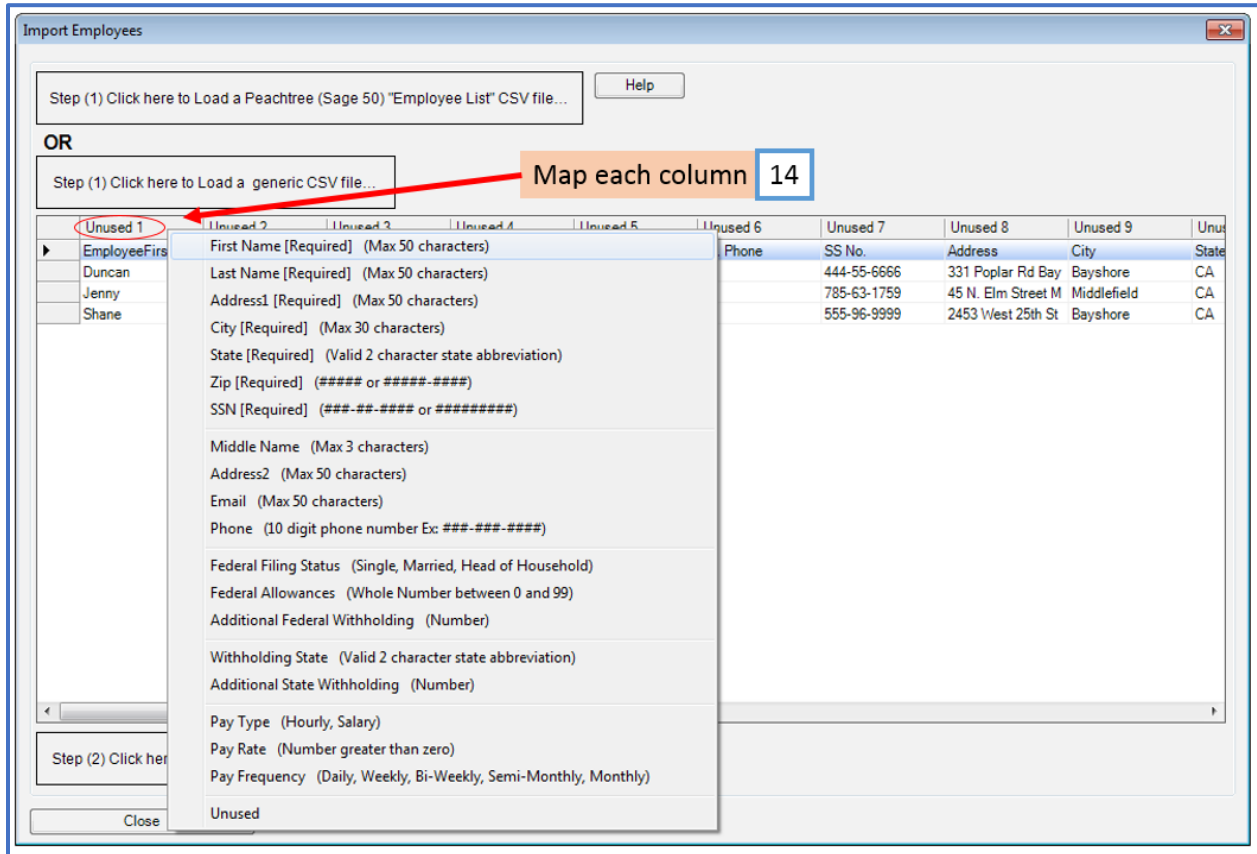 Import Employees
Step (1) Click here to Load a Peachtree (Sage 50) "Employee List" CSV file...
Help
OR
Step (1) Click here to Load a generic CSV file...
Map each column 14
Unused 1 Unused 2 Unused 3 Unused 4 Unused 5 Unused 6 Unused 7 Unused 8 Unused 9
EmployeeFirs Phone SS No. Address City State
Duncan 444-55-6666 331 Poplar Rd Bay Bayshore CA
Jenny 785-63-1759 45 N. Elm Street M Middlefield CA
Shane 555-96-9999 2453 West 25th St Bayshore CA
First Name [Required] (Max 50 characters)
Last Name [Required] (Max 50 characters)
Address1 [Required] (Max 50 characters)
City [Required] (Max 30 characters)
State [Required] (Valid 2 character state abbreviation)
Zip [Required] (##### or #####-####)
SSN [Required] (###-##-#### or #########)
Middle Name (Max 3 characters)
Address2 (Max 50 characters)
Email (Max 50 characters)
Phone (10 digit phone number Ex: ###-###-####)
Federal Filing Status (Single, Married, Head of Household)
Federal Allowances (Whole Number between 0 and 99)
Additional Federal Withholding (Number)
Withholding State (Valid 2 character state abbreviation)
Additional State Withholding (Number)
Pay Type (Hourly, Salary)
Pay Rate (Number greater than zero)
Pay Frequency (Daily, Weekly, Bi-Weekly, Semi-Monthly, Monthly)
Unused
Step (2) Click her
Close